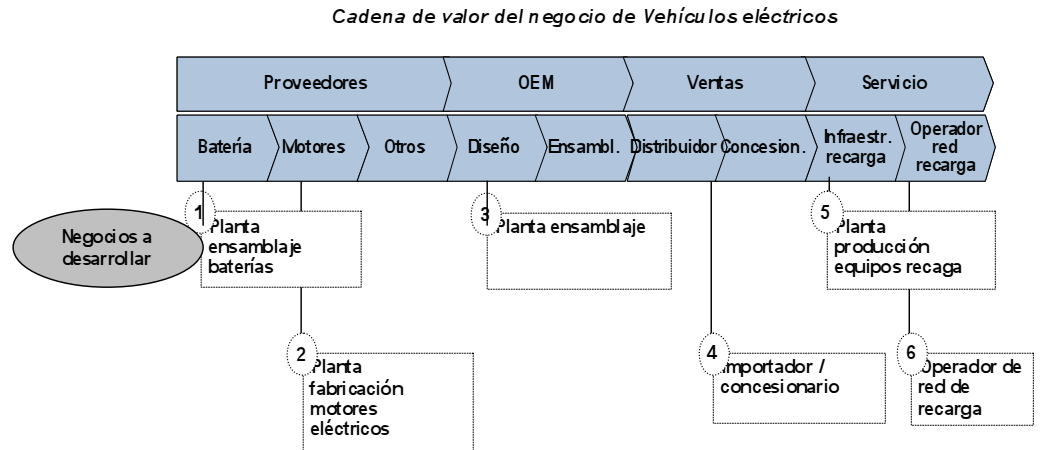 Cadena de valor del negocio de Vehículos eléctricos
Proveedores
OEM
Ventas
Servicio
Batería
Motores
Otros
Diseño
Ensambl.
Distribuidor
Concesion.
Infraestr.
recarga
Operador
red
recarga
Negocios a
desarrollar
1
Planta
ensamblaje
baterías
3
Planta ensamblaje
5
Planta
producción
equipos recaga
2
Planta
fabricación
motores
eléctricos
4
Importador /
concesionario
6
Operador de
red de
recarga